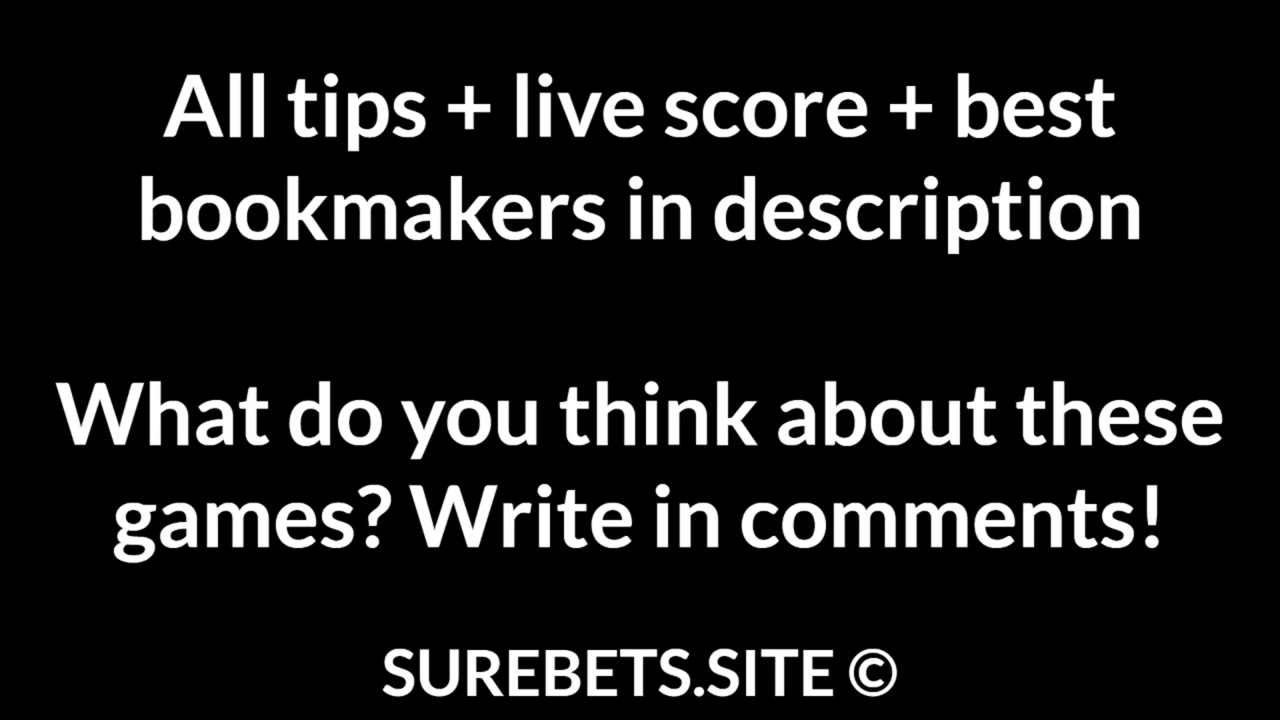 All tips + live score + best
bookmakers in description
What do you think about these
games? Write in comments!
SUREBETS.SITE ©